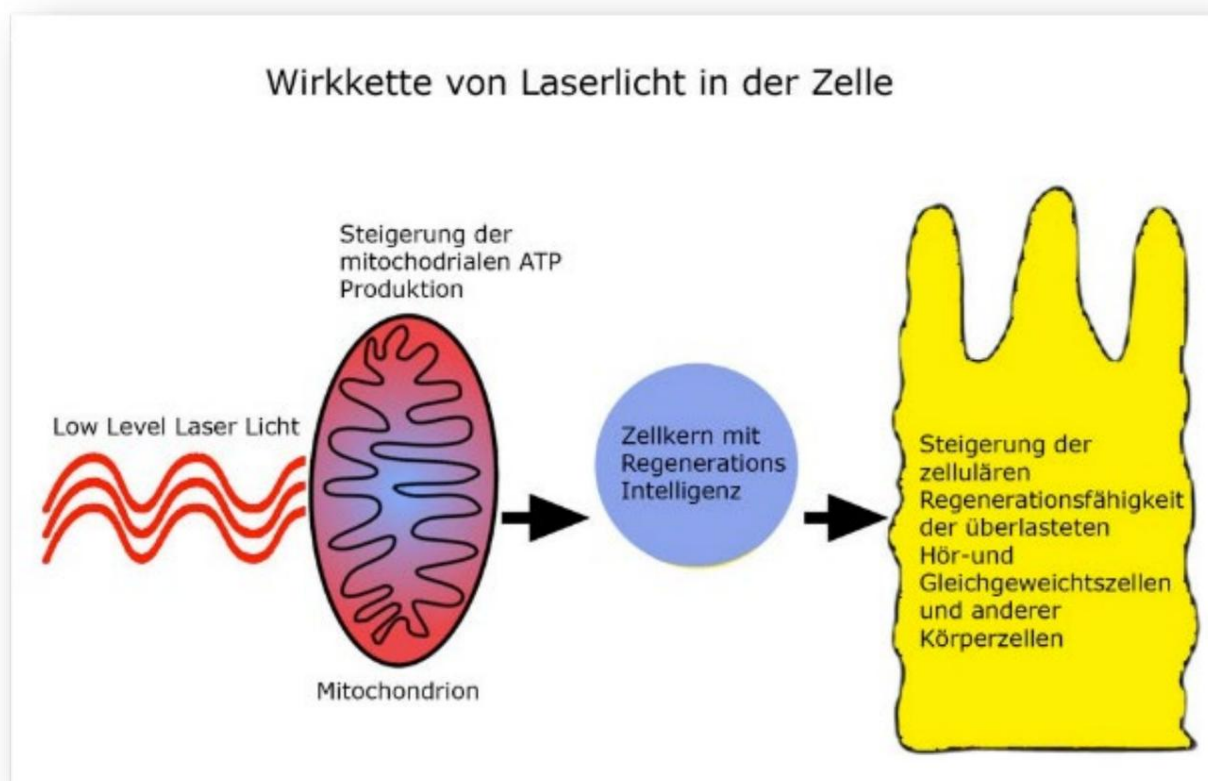 Wirkkette von Laserlicht in der Zelle
Steigerung der
mitochodrialen ATP
Produktion
Low Level Laser Licht
Mitochondrion
Zellkern mit
Regenerations
Intelligenz
Steigerung der
zellulären
Regenerationsfähigkeit
der überlasteten
Hör-und
Gleichgeweichtszellen
und anderer
Körperzellen